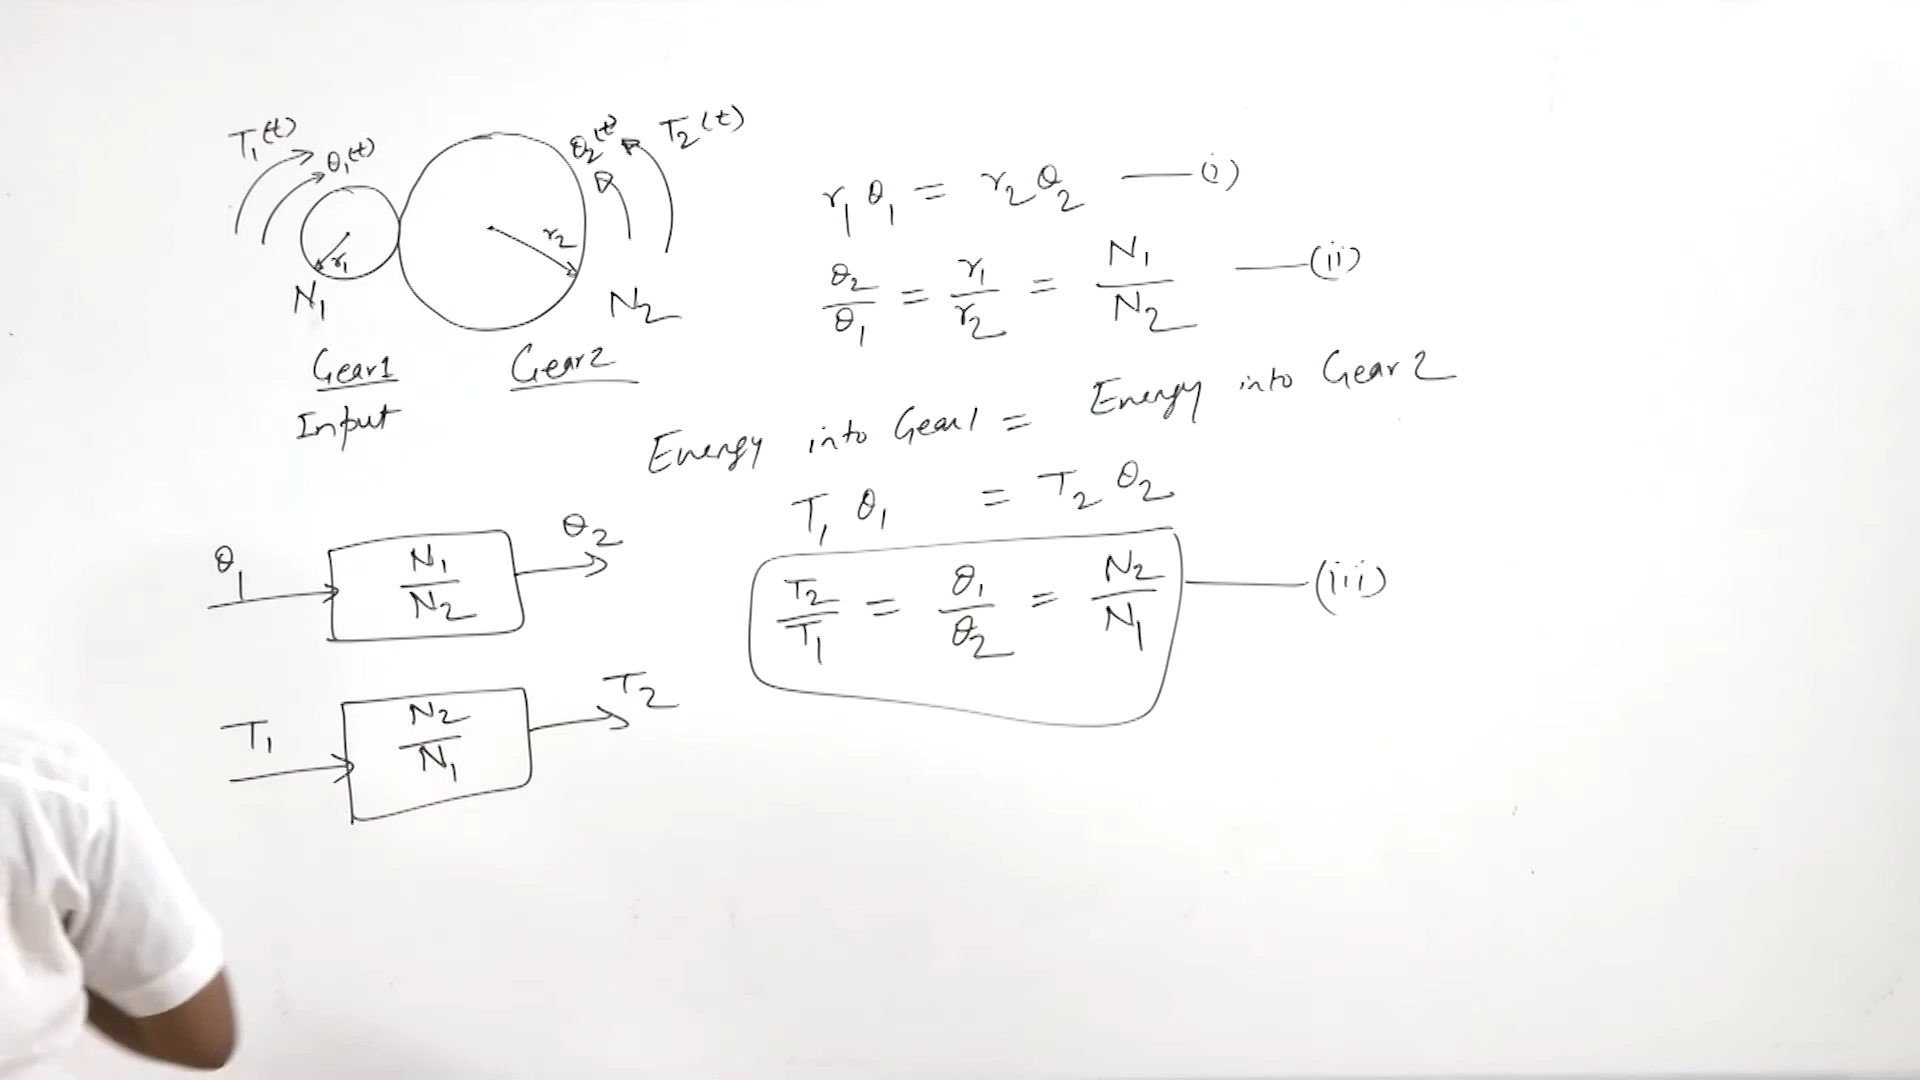 T₁(t)
θ₁(t)
θ₂(t)
T₂(t)
r₁
r₂
N₁
N₂
Gear1
Gear2
Input
r₁ θ₁ = r₂ θ₂ —(i)
θ₂/θ₁ = r₁/r₂ = N₁/N₂ —(ii)
Energy into Gear1 = Energy into Gear2
T₁ θ₁ = T₂ θ₂
T₂/T₁ = θ₁/θ₂ = N₂/N₁ —(iii)
θ₁ N₁/N₂ θ₂
T₁ N₂/N₁ T₂